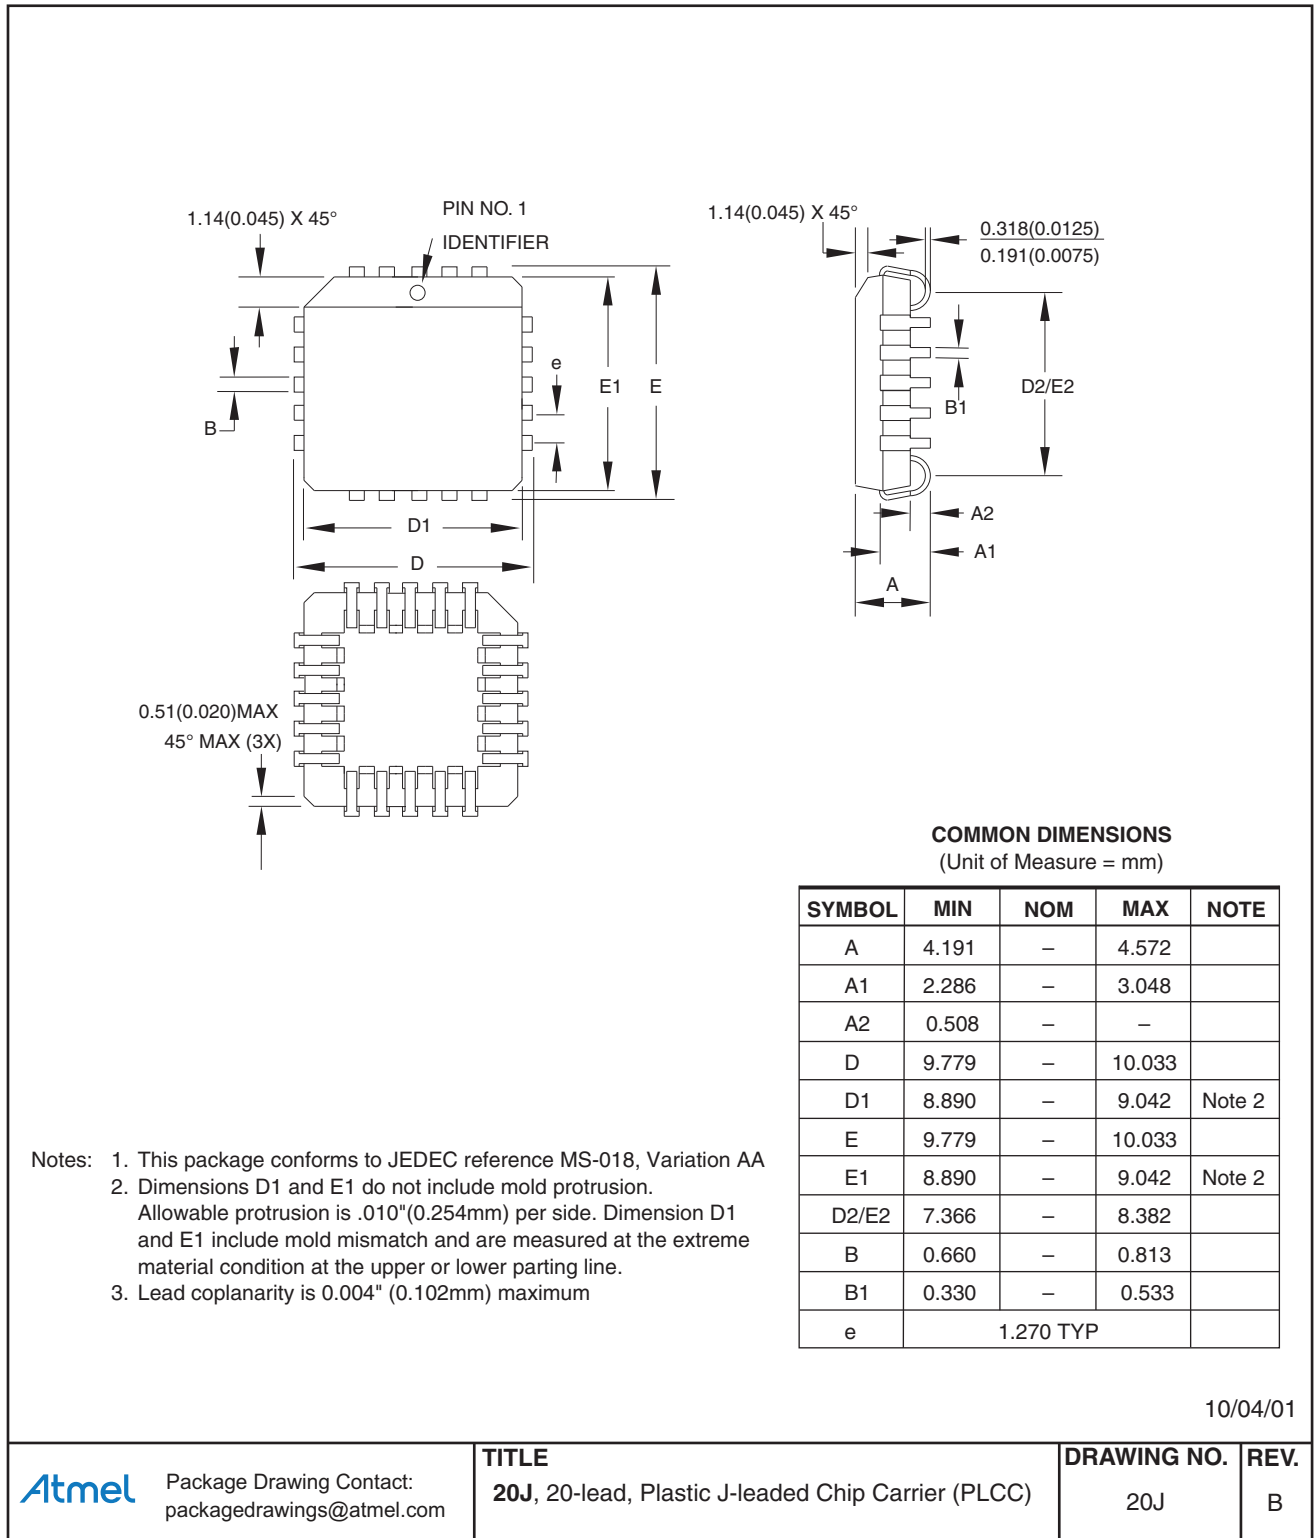 1.14(0.045) X 45°
PIN NO. 1
IDENTIFIER
1.14(0.045) X 45°
0.318(0.0125)
0.191(0.0075)
e
E1
E
B
D1
D
B1
D2/E2
A2
A1
A
0.51(0.020)MAX
45° MAX (3X)
COMMON DIMENSIONS
(Unit of Measure = mm)
SYMBOL MIN NOM MAX NOTE
A 4.191 – 4.572
A1 2.286 – 3.048
A2 0.508 – –
D 9.779 – 10.033
D1 8.890 – 9.042 Note 2
E 9.779 – 10.033
E1 8.890 – 9.042 Note 2
D2/E2 7.366 – 8.382
B 0.660 – 0.813
B1 0.330 – 0.533
e 1.270 TYP
Notes: 1. This package conforms to JEDEC reference MS-018, Variation AA
2. Dimensions D1 and E1 do not include mold protrusion.
Allowable protrusion is .010"(0.254mm) per side. Dimension D1
and E1 include mold mismatch and are measured at the extreme
material condition at the upper or lower parting line.
3. Lead coplanarity is 0.004" (0.102mm) maximum
10/04/01
Atmel
Package Drawing Contact:
packagedrawings@atmel.com
TITLE
20J, 20-lead, Plastic J-leaded Chip Carrier (PLCC)
DRAWING NO.
20J
REV.
B